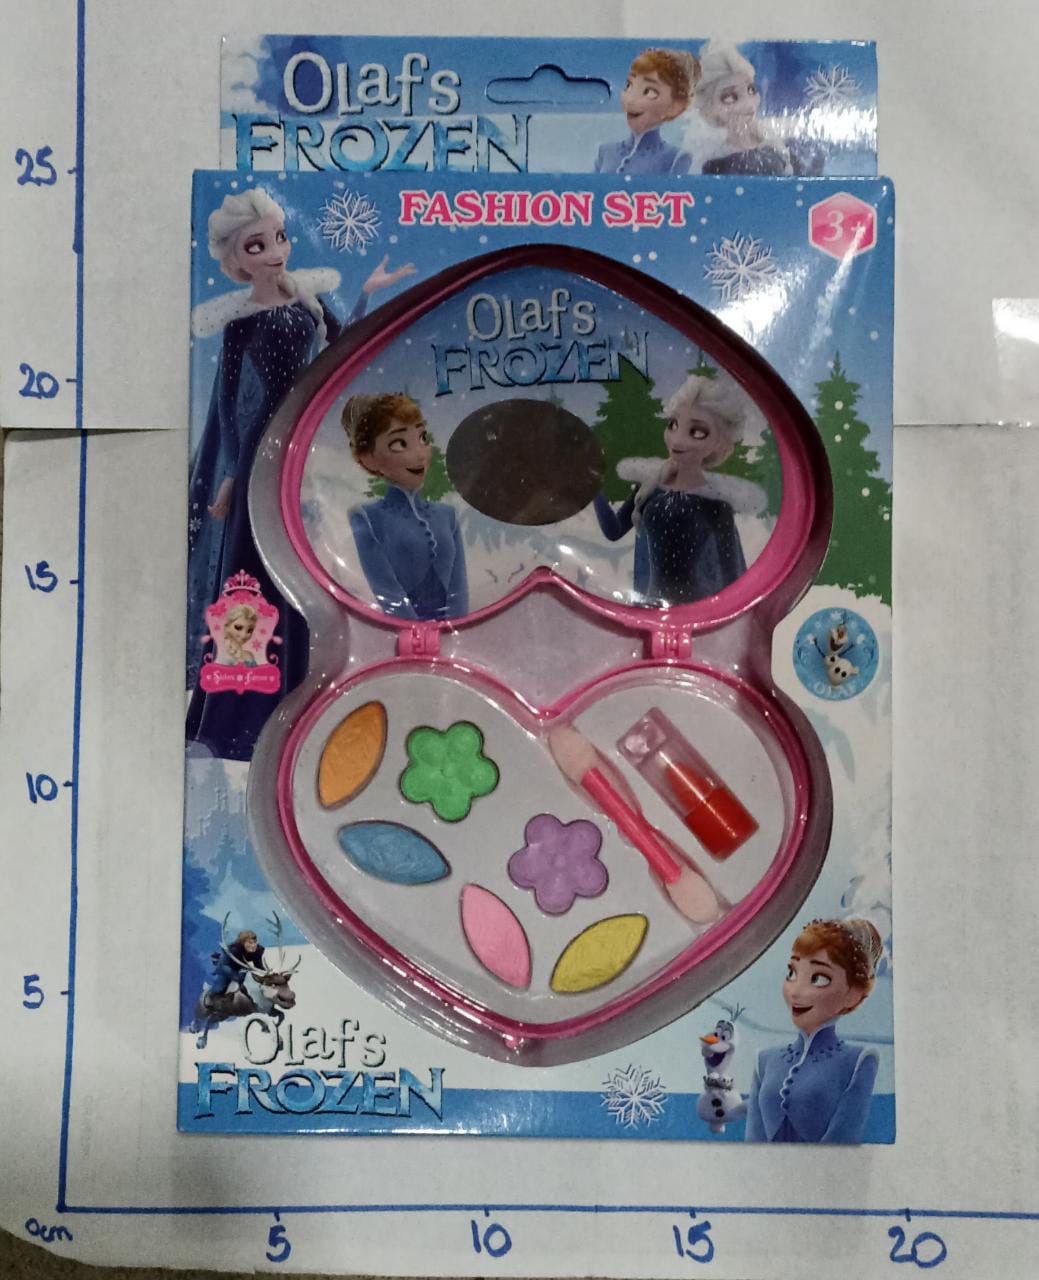 Olafs
FROZEN
FASHION SET
3+
Olafs
FROZEN
OLAF
Olafs
FROZEN
25
20
15
10
5
0cm
5
10
15
20